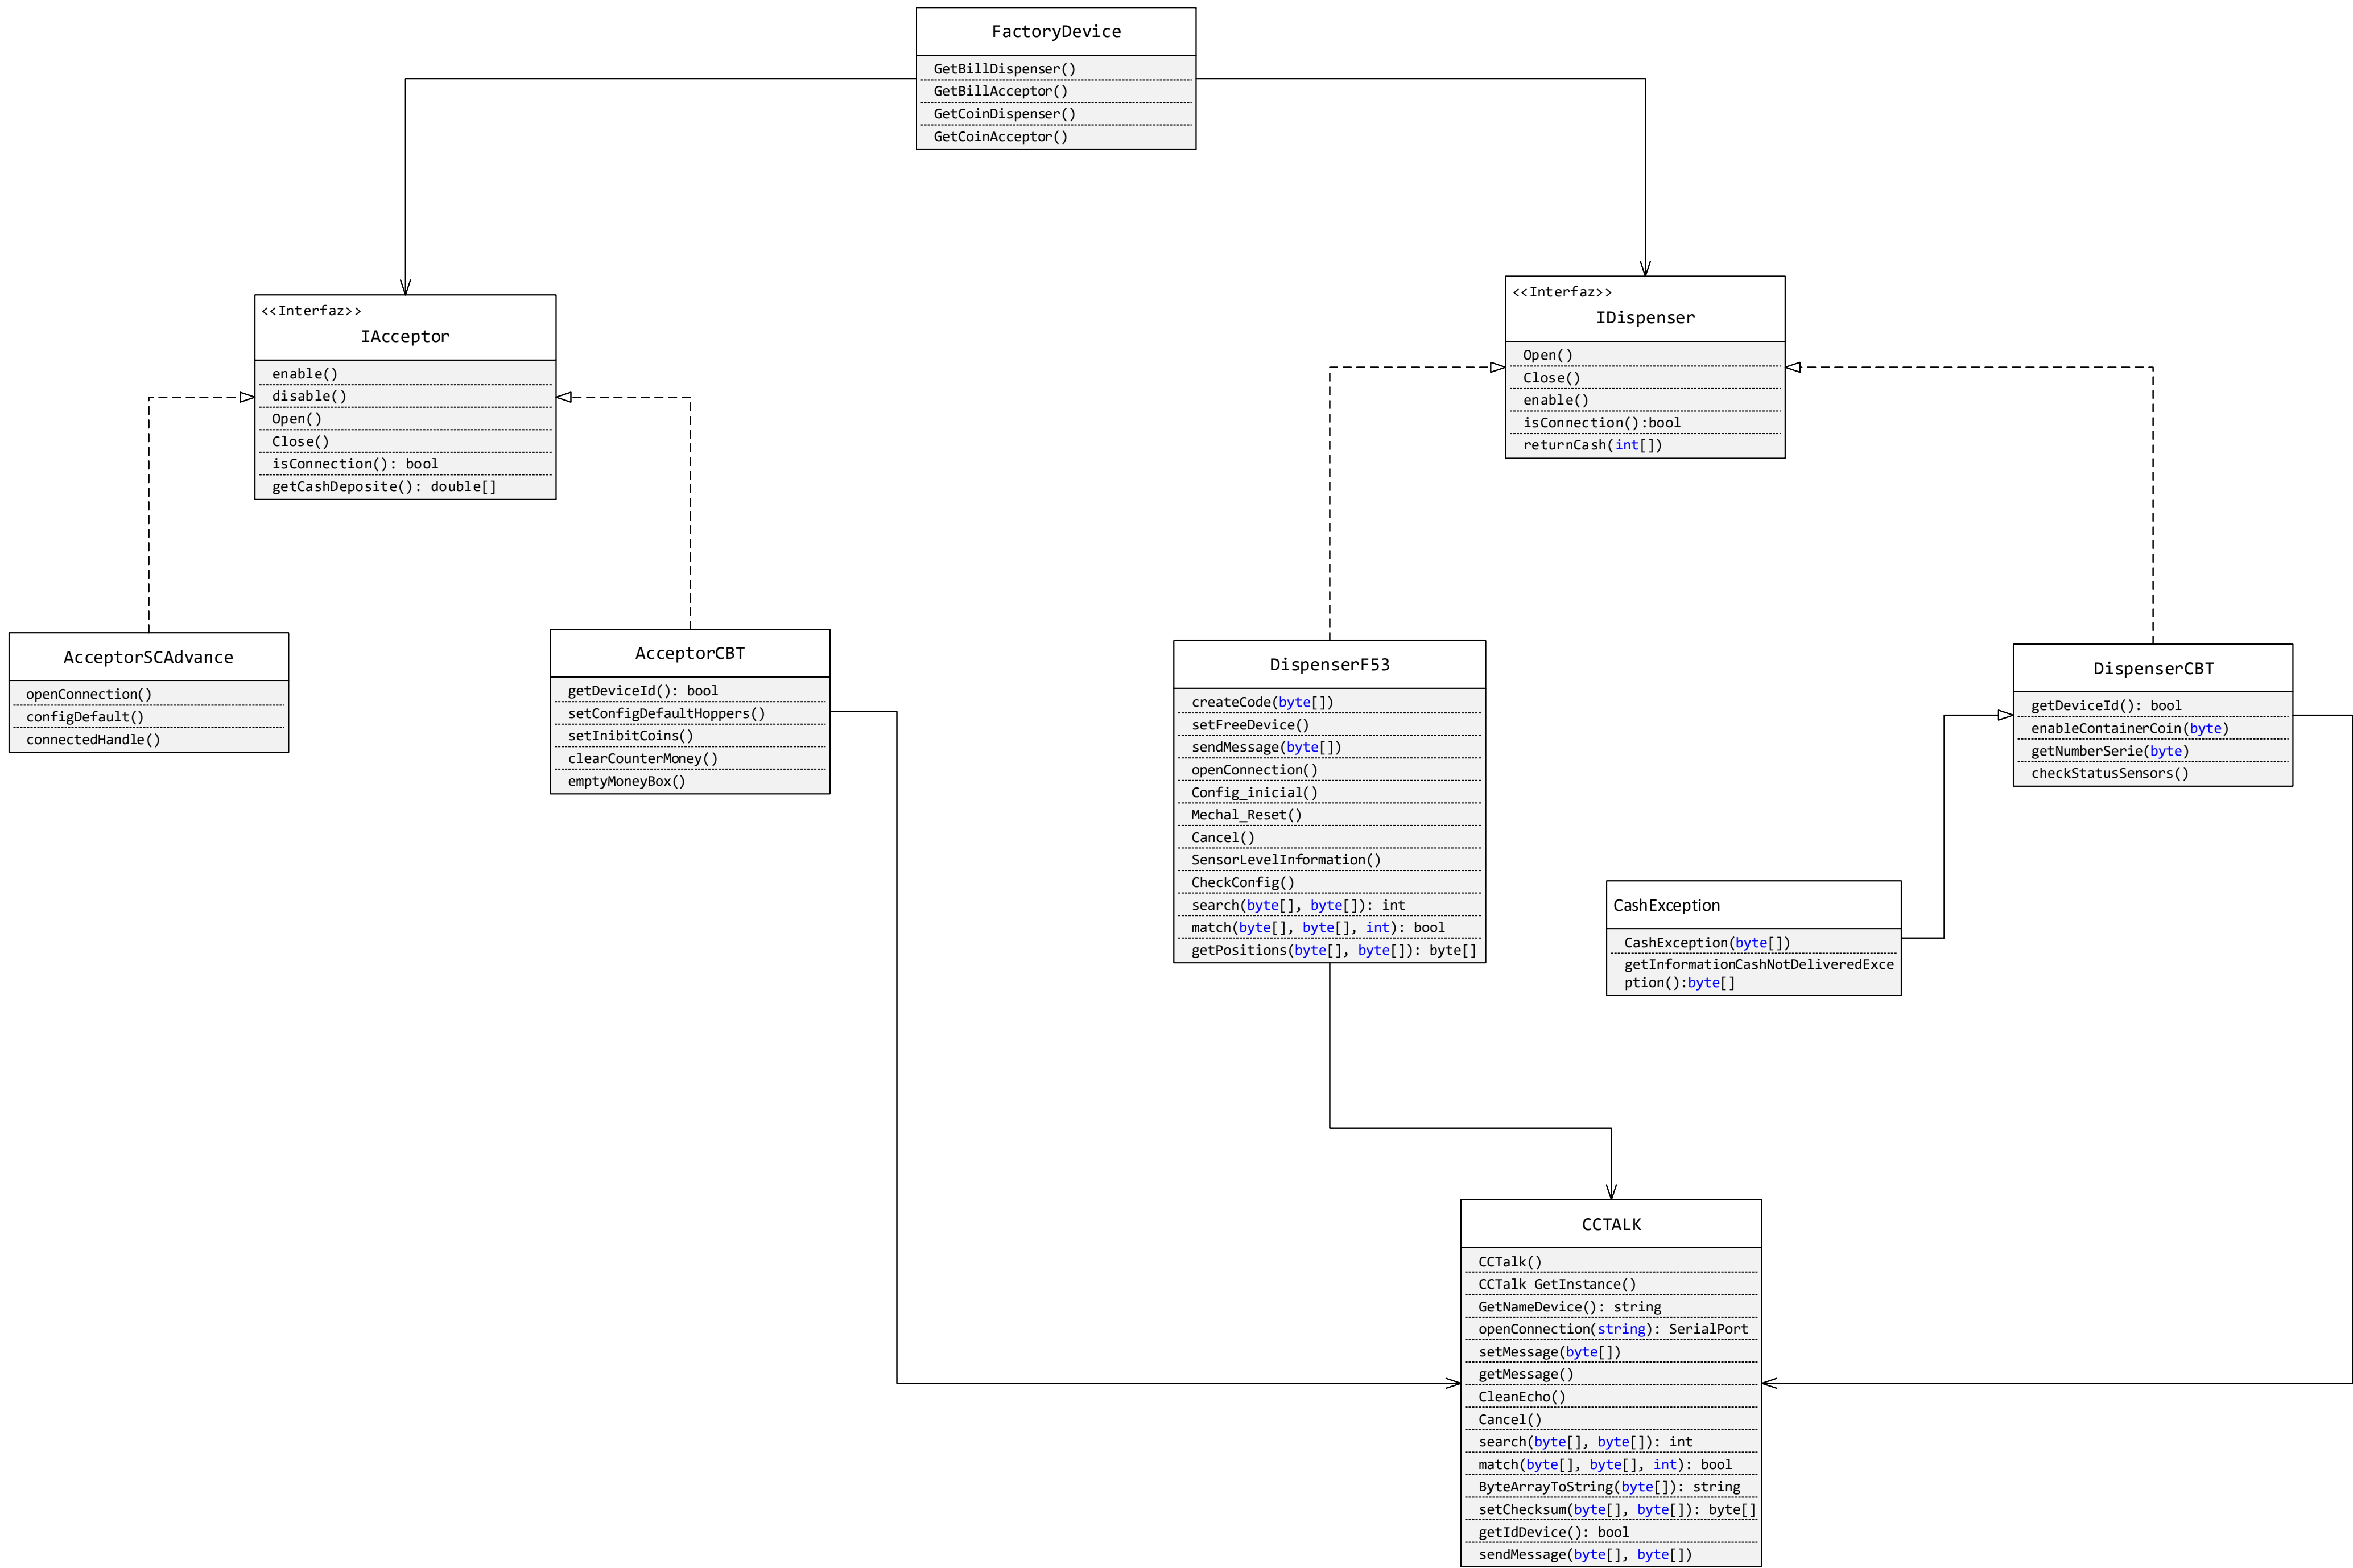 FactoryDevice
GetBillDispenser()
GetBillAcceptor()
GetCoinDispenser()
GetCoinAcceptor()
<<Interfaz>>
IAcceptor
enable()
disable()
Open()
Close()
isConnection(): bool
getCashDeposite(): double[]
<<Interfaz>>
IDispenser
Open()
Close()
enable()
isConnection():bool
returnCash(int[])
AcceptorSCAdvance
openConnection()
configDefault()
connectedHandle()
AcceptorCBT
getDeviceId(): bool
setConfigDefaultHoppers()
setInibitCoins()
clearCounterMoney()
emptyMoneyBox()
DispenserF53
createCode(byte[])
setFreeDevice()
sendMessage(byte[])
openConnection()
Config_inicial()
Mechal_Reset()
Cancel()
SensorLevelInformation()
CheckConfig()
search(byte[], byte[]): int
match(byte[], byte[], int): bool
getPositions(byte[], byte[]): byte[]
DispenserCBT
getDeviceId(): bool
enableContainerCoin(byte)
getNumberSerie(byte)
checkStatusSensors()
CashException
CashException(byte[])
getInformationCashNotDeliveredExce
ption():byte[]
CCTALK
CCTalk()
CCTalk GetInstance()
GetNameDevice(): string
openConnection(string): SerialPort
setMessage(byte[])
getMessage()
CleanEcho()
Cancel()
search(byte[], byte[]): int
match(byte[], byte[], int): bool
ByteArrayToString(byte[]): string
setChecksum(byte[], byte[]): byte[]
getIdDevice(): bool
sendMessage(byte[], byte[])